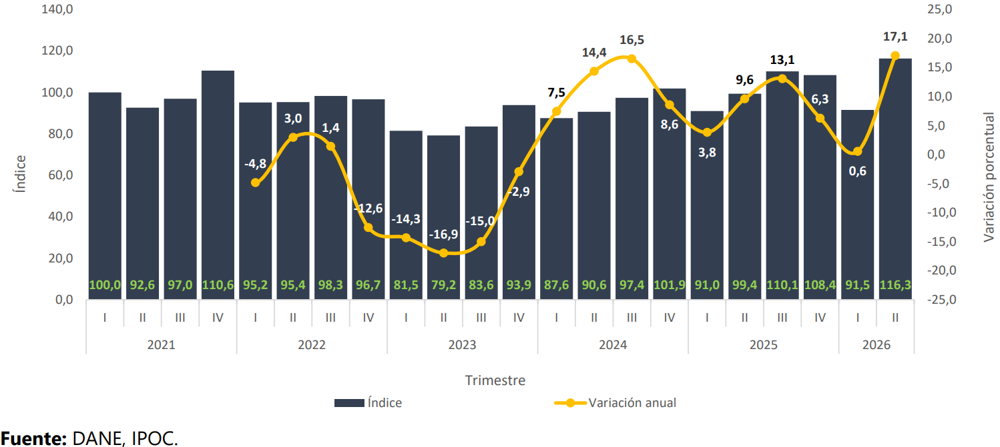 140,0
120,0
100,0
80,0
60,0
40,0
20,0
0,0
Índice
25,0
20,0
15,0
10,0
5,0
0,0
-5,0
-10,0
-15,0
-20,0
-25,0
Variación porcentual
-4,8 3,0 1,4 -12,6 -14,3 -16,9 -15,0 -2,9 7,5 14,4 16,5 8,6 3,8 9,6 13,1 6,3 0,6 17,1
100,0 92,6 97,0 110,6 95,2 95,4 98,3 96,7 81,5 79,2 83,6 93,9 87,6 90,6 97,4 101,9 91,0 99,4 110,1 108,4 91,5 116,3
I II III IV I II III IV I II III IV I II III IV I II III IV I II
2021 2022 2023 2024 2025 2026
Trimestre
Índice Variación anual
Fuente: DANE, IPOC.